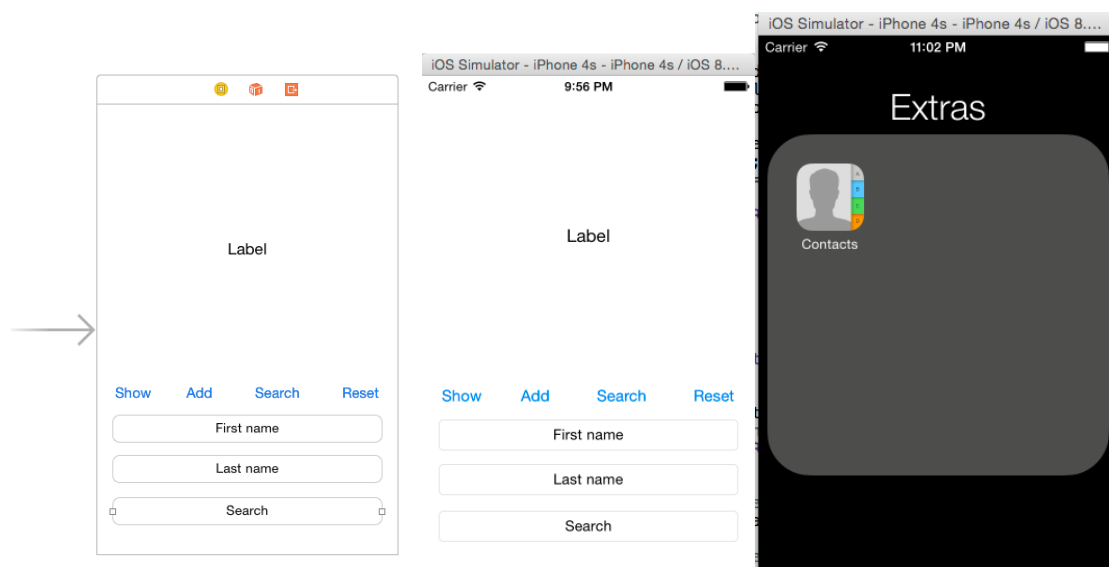 Label
Show Add Search Reset
First name
Last name
Search
iOS Simulator - iPhone 4s - iPhone 4s / iOS 8....
Carrier 9:56 PM
Label
Show Add Search Reset
First name
Last name
Search
iOS Simulator - iPhone 4s - iPhone 4s / iOS 8....
Carrier 11:02 PM
Extras
A
B
Contacts